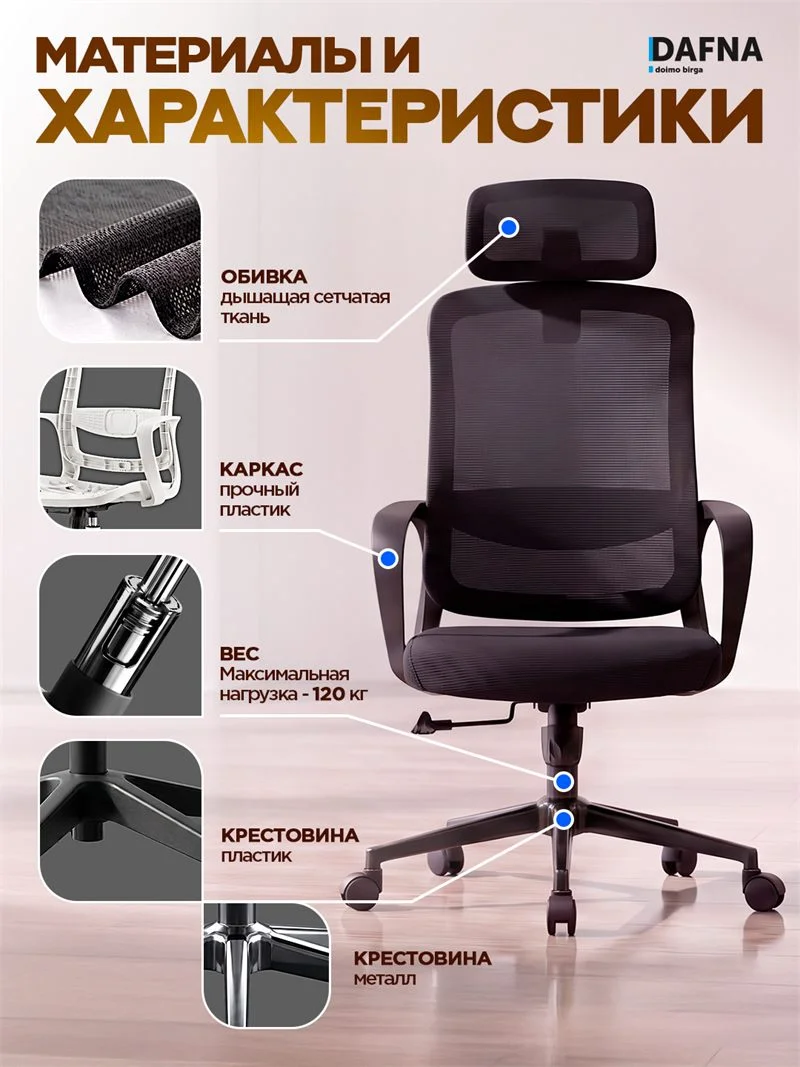 МАТЕРИАЛЫ И
ХАРАКТЕРИСТИКИ
DAFNA
doimo birga
ОБИВКА
дышащая сетчатая
ткань
КАРКАС
прочный
пластик
ВЕС
Максимальная
нагрузка - 120 кг
КРЕСТОВИНА
пластик
КРЕСТОВИНА
металл